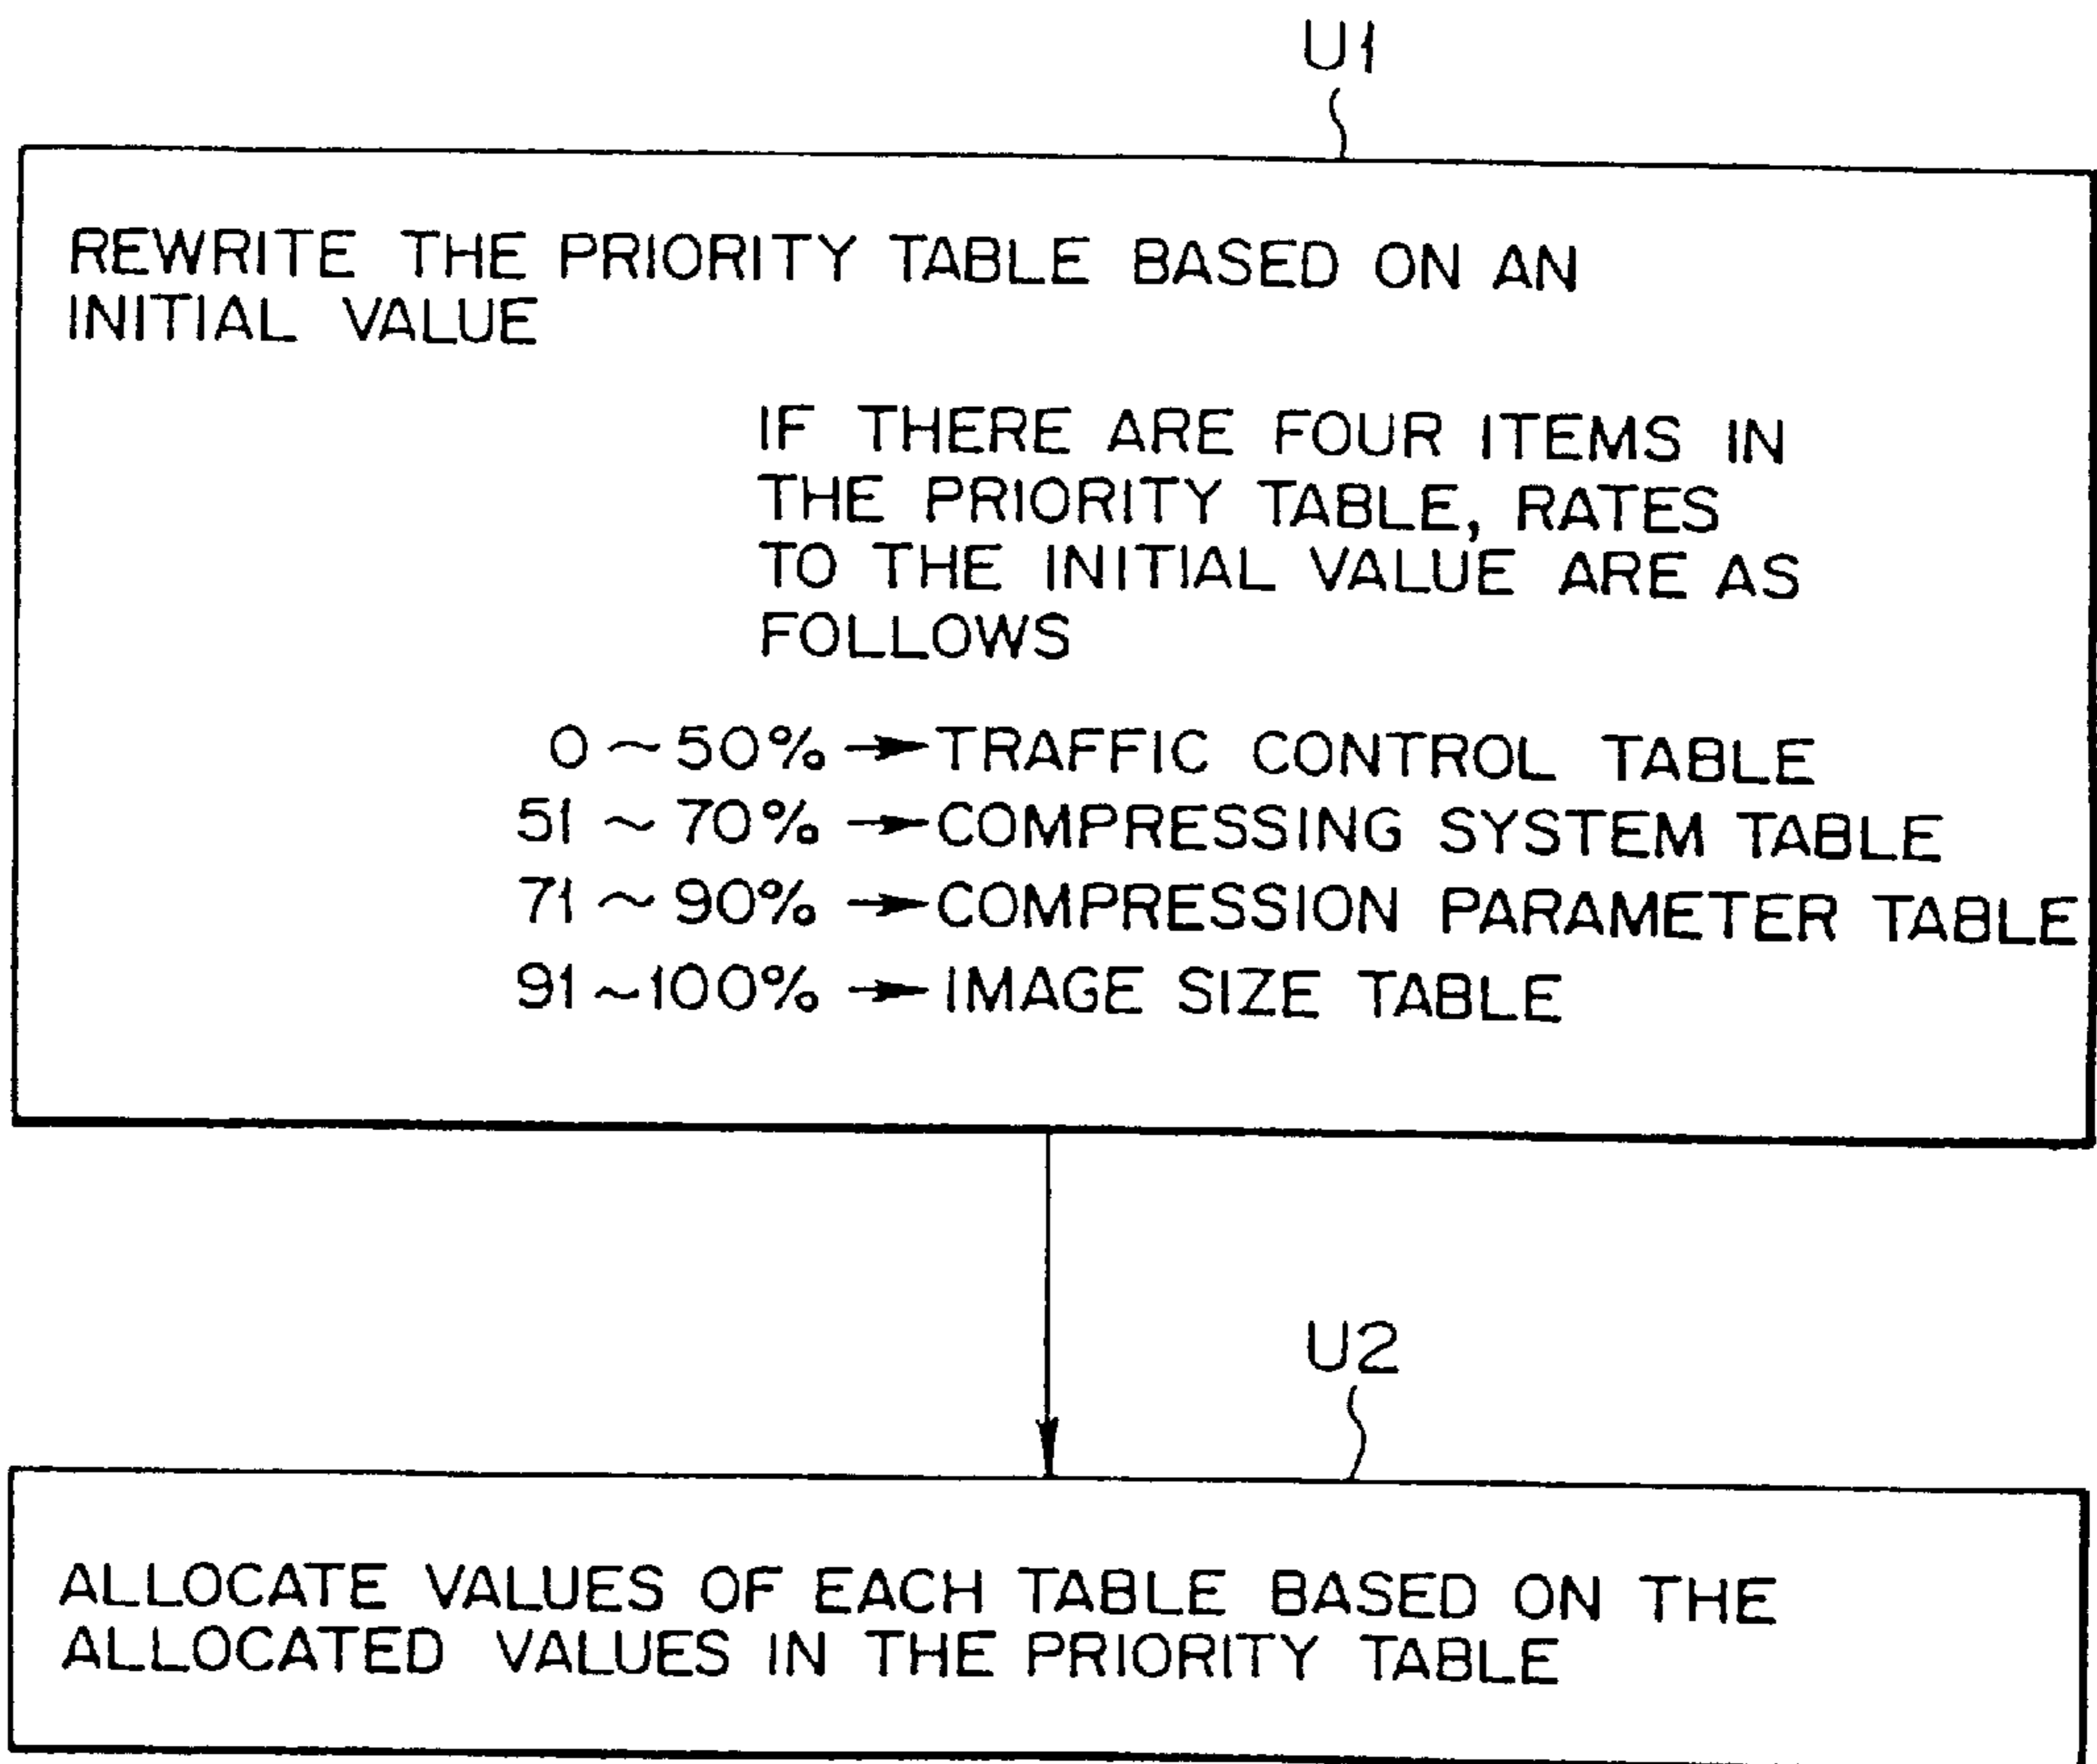 U1
REWRITE THE PRIORITY TABLE BASED ON AN
INITIAL VALUE
IF THERE ARE FOUR ITEMS IN
THE PRIORITY TABLE, RATES
TO THE INITIAL VALUE ARE AS
FOLLOWS
0 ~ 50% → TRAFFIC CONTROL TABLE
51 ~ 70% → COMPRESSING SYSTEM TABLE
71 ~ 90% → COMPRESSION PARAMETER TABLE
91 ~ 100% → IMAGE SIZE TABLE
U2
ALLOCATE VALUES OF EACH TABLE BASED ON THE
ALLOCATED VALUES IN THE PRIORITY TABLE